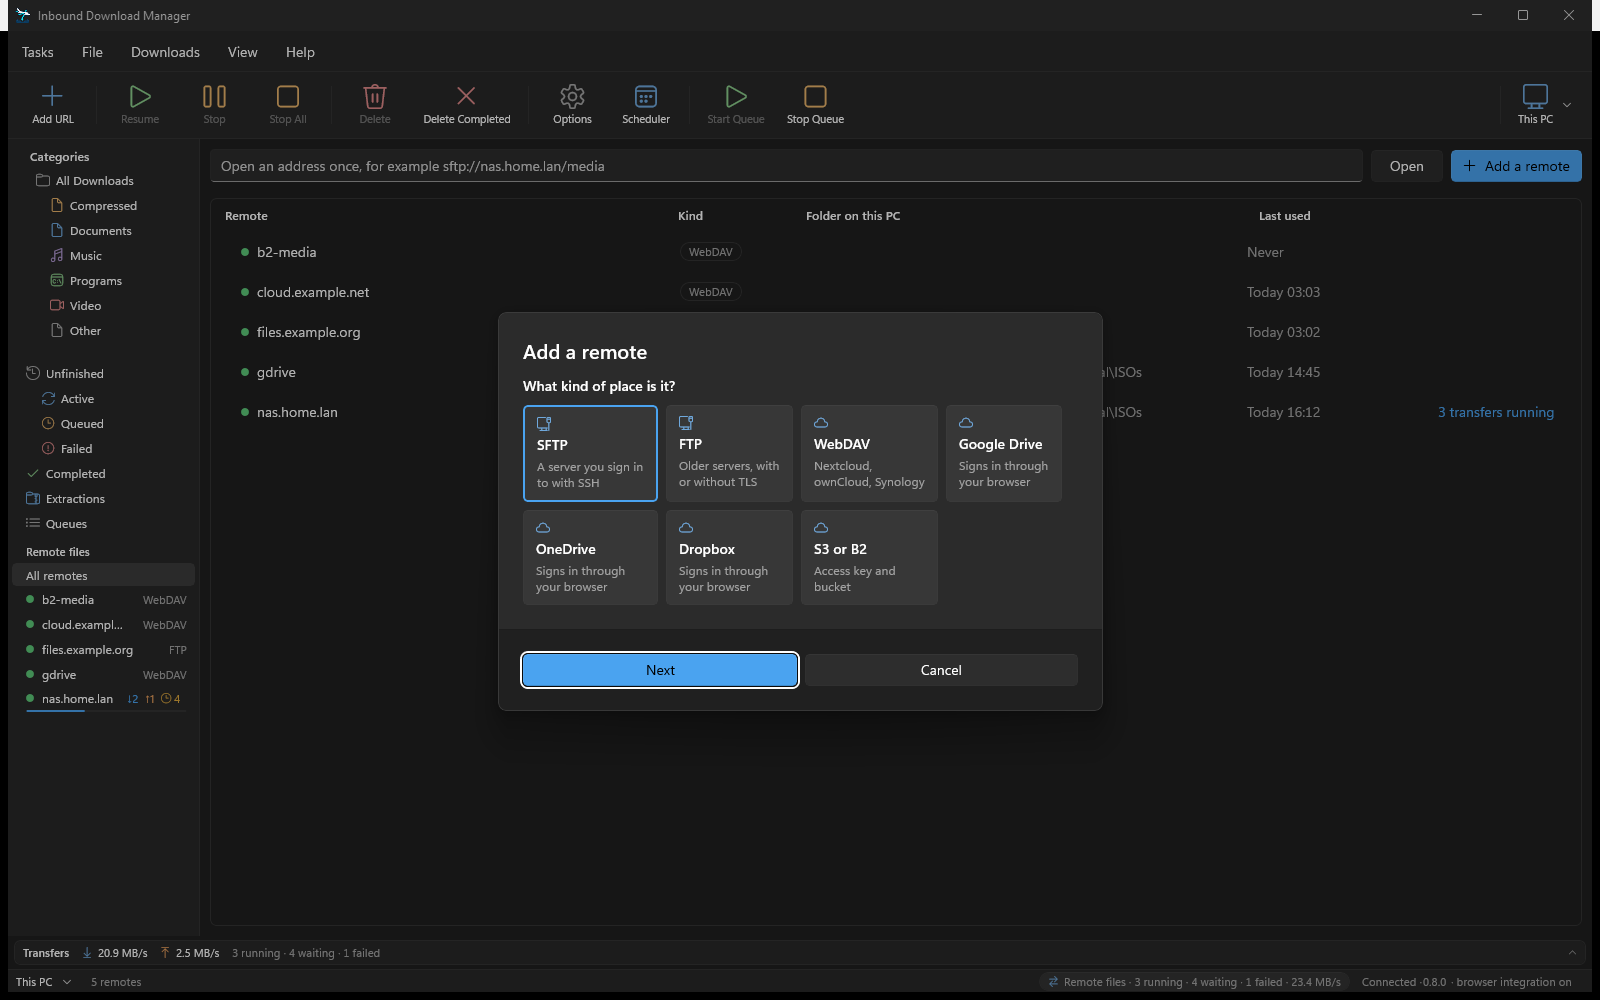 Inbound Download Manager
Tasks File Downloads View Help
Add URL Resume Stop Stop All Delete Delete Completed Options Scheduler Start Queue Stop Queue This PC
Categories
All Downloads
Compressed
Documents
Music
Programs
Video
Other
Unfinished
Active
Queued
Failed
Completed
Extractions
Queues
Remote files
All remotes
b2-media WebDAV
cloud.exampl... WebDAV
files.example.org FTP
gdrive WebDAV
nas.home.lan ↓2 ↑1 4
Open an address once, for example sftp://nas.home.lan/media Open + Add a remote
Remote Kind Folder on this PC Last used
b2-media WebDAV Never
cloud.example.net WebDAV Today 03:03
files.example.org Today 03:02
gdrive al\ISOs Today 14:45
nas.home.lan al\ISOs Today 16:12 3 transfers running
Add a remote
What kind of place is it?
SFTP
A server you sign in
to with SSH
FTP
Older servers, with
or without TLS
WebDAV
Nextcloud,
ownCloud, Synology
Google Drive
Signs in through
your browser
OneDrive
Signs in through
your browser
Dropbox
Signs in through
your browser
S3 or B2
Access key and
bucket
Next Cancel
Transfers ↓ 20.9 MB/s ↑ 2.5 MB/s 3 running · 4 waiting · 1 failed
This PC 5 remotes Remote files · 3 running · 4 waiting · 1 failed · 23.4 MB/s Connected ·0.8.0 · browser integration on